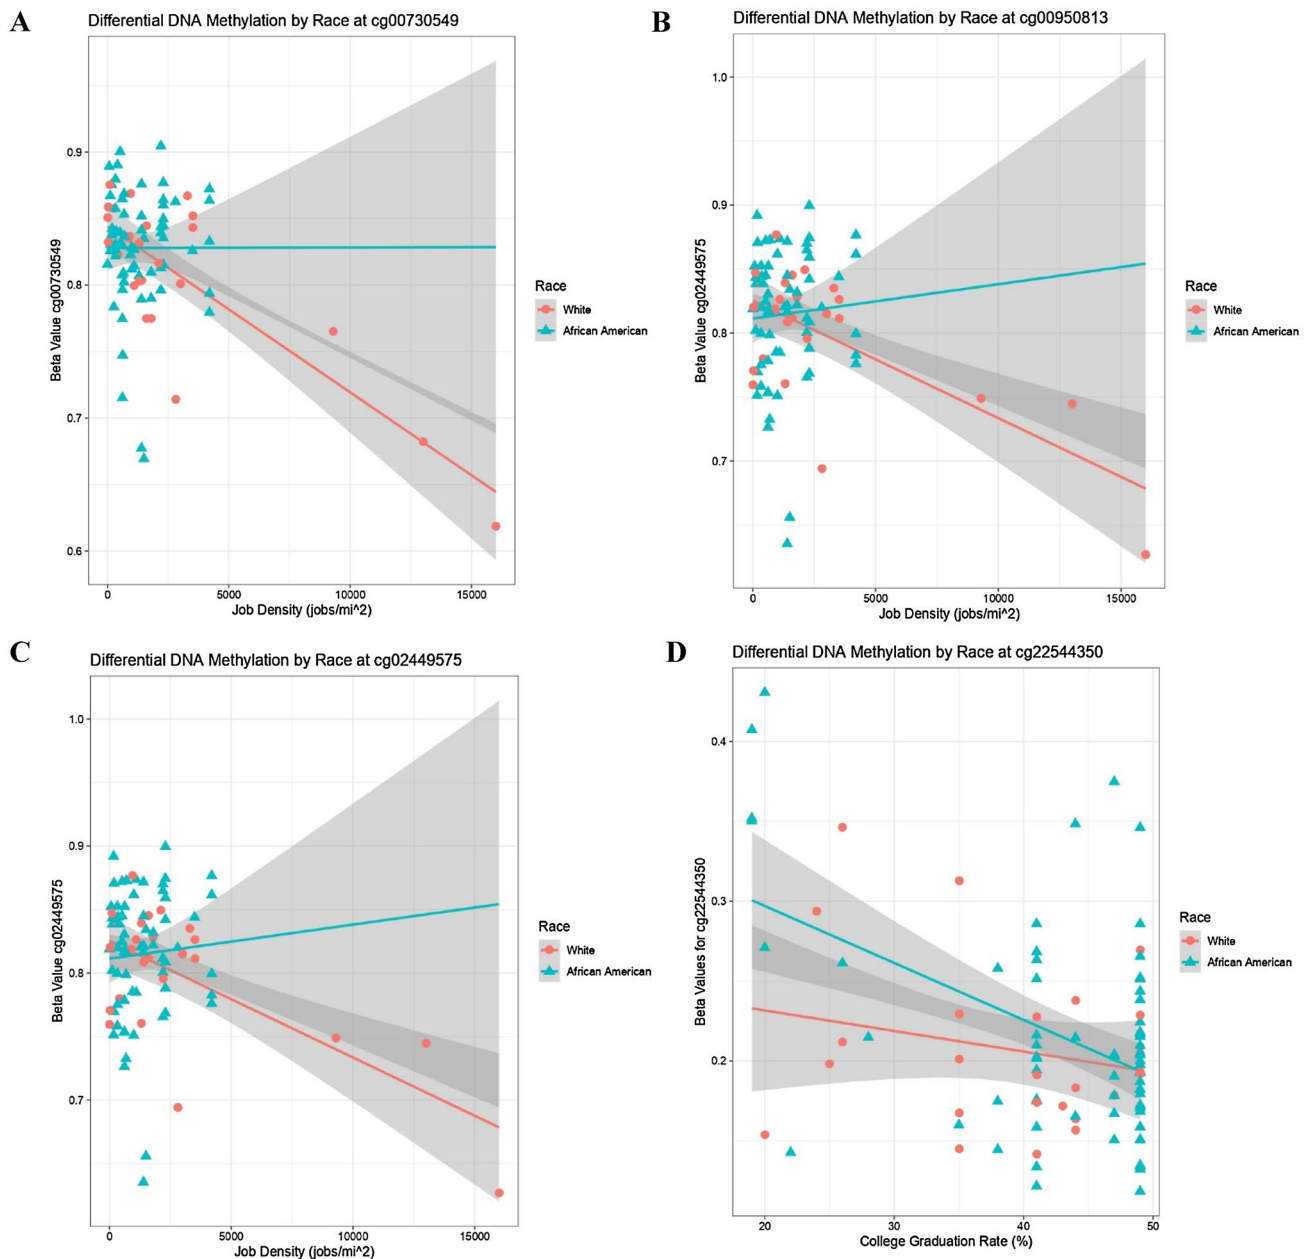 A
Differential DNA Methylation by Race at cg00730549
Beta Value cg00730549
0.9
0.8
0.7
0.6
0
5000
10000
15000
Job Density (jobs/mi^2)
Race
White
African American
B
Differential DNA Methylation by Race at cg00950813
Beta Value cg02449575
1.0
0.9
0.8
0.7
0
5000
10000
15000
Job Density (jobs/mi^2)
Race
White
African American
C
Differential DNA Methylation by Race at cg02449575
Beta Value cg02449575
1.0
0.9
0.8
0.7
0
5000
10000
15000
Job Density (jobs/mi^2)
Race
White
African American
D
Differential DNA Methylation by Race at cg22544350
Beta Values for cg22544350
0.4
0.3
0.2
20
30
40
50
College Graduation Rate (%)
Race
White
African American